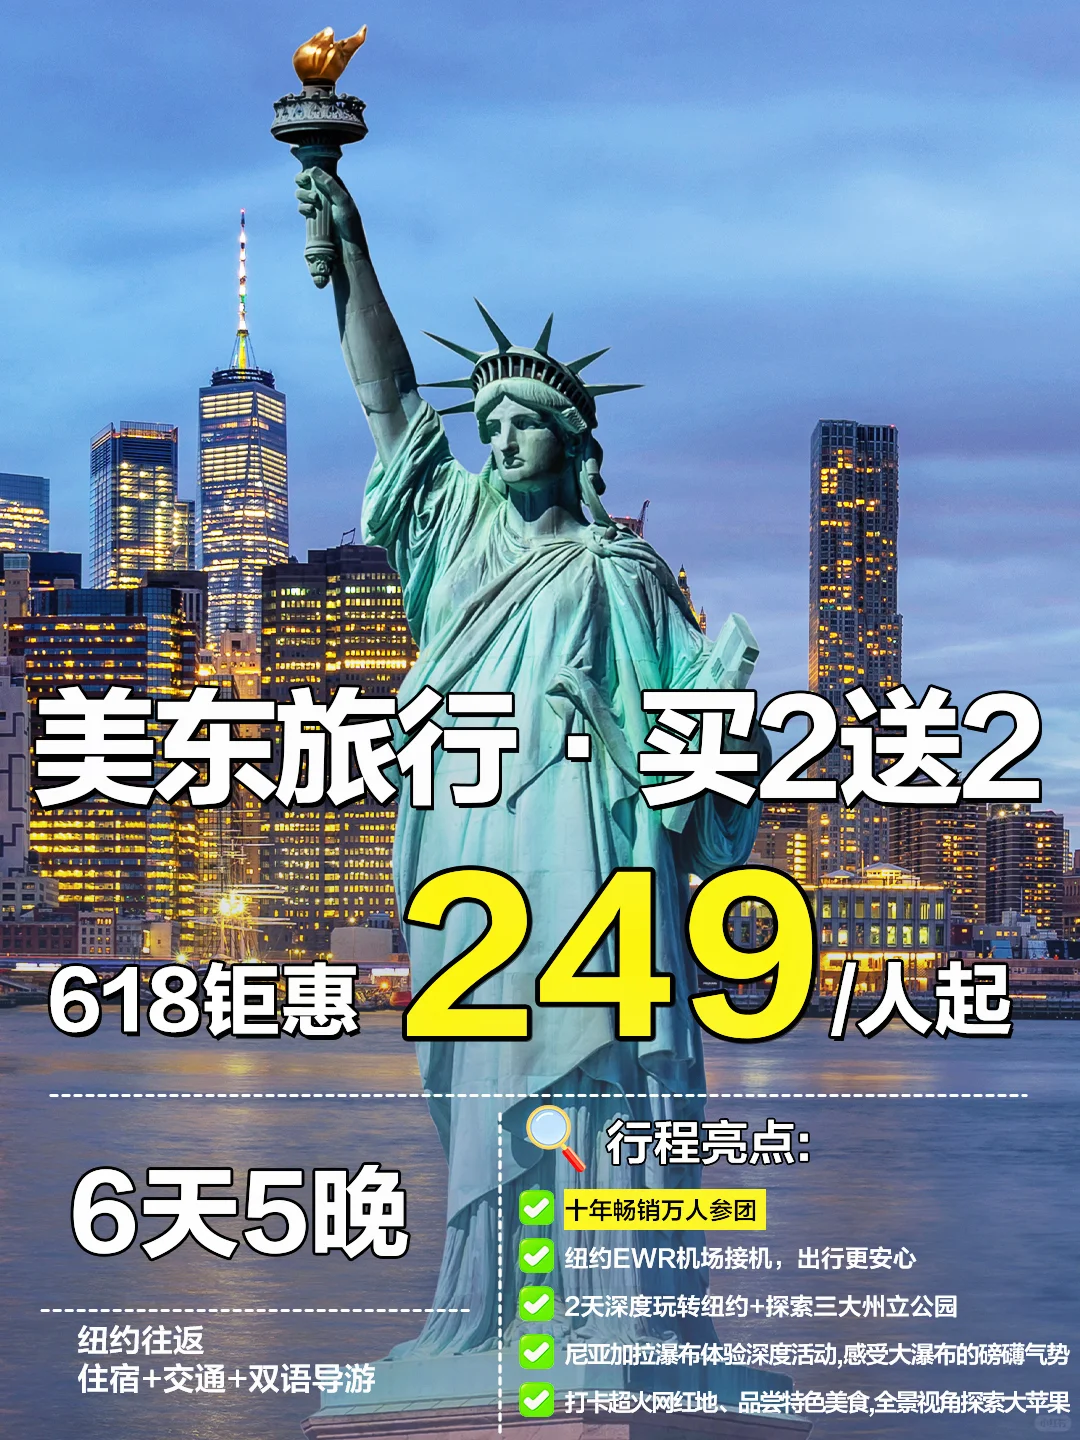 美东旅行·买2送2
618钜惠 249/人起
6天5晚
纽约往返
住宿+交通+双语导游
行程亮点:
十年畅销万人参团
纽约EWR机场接机，出行更安心
2天深度玩转纽约+探索三大州立公园
尼亚加拉瀑布体验深度活动,感受大瀑布的磅礴气势
打卡超火网红地、品尝特色美食,全景视角探索大苹果